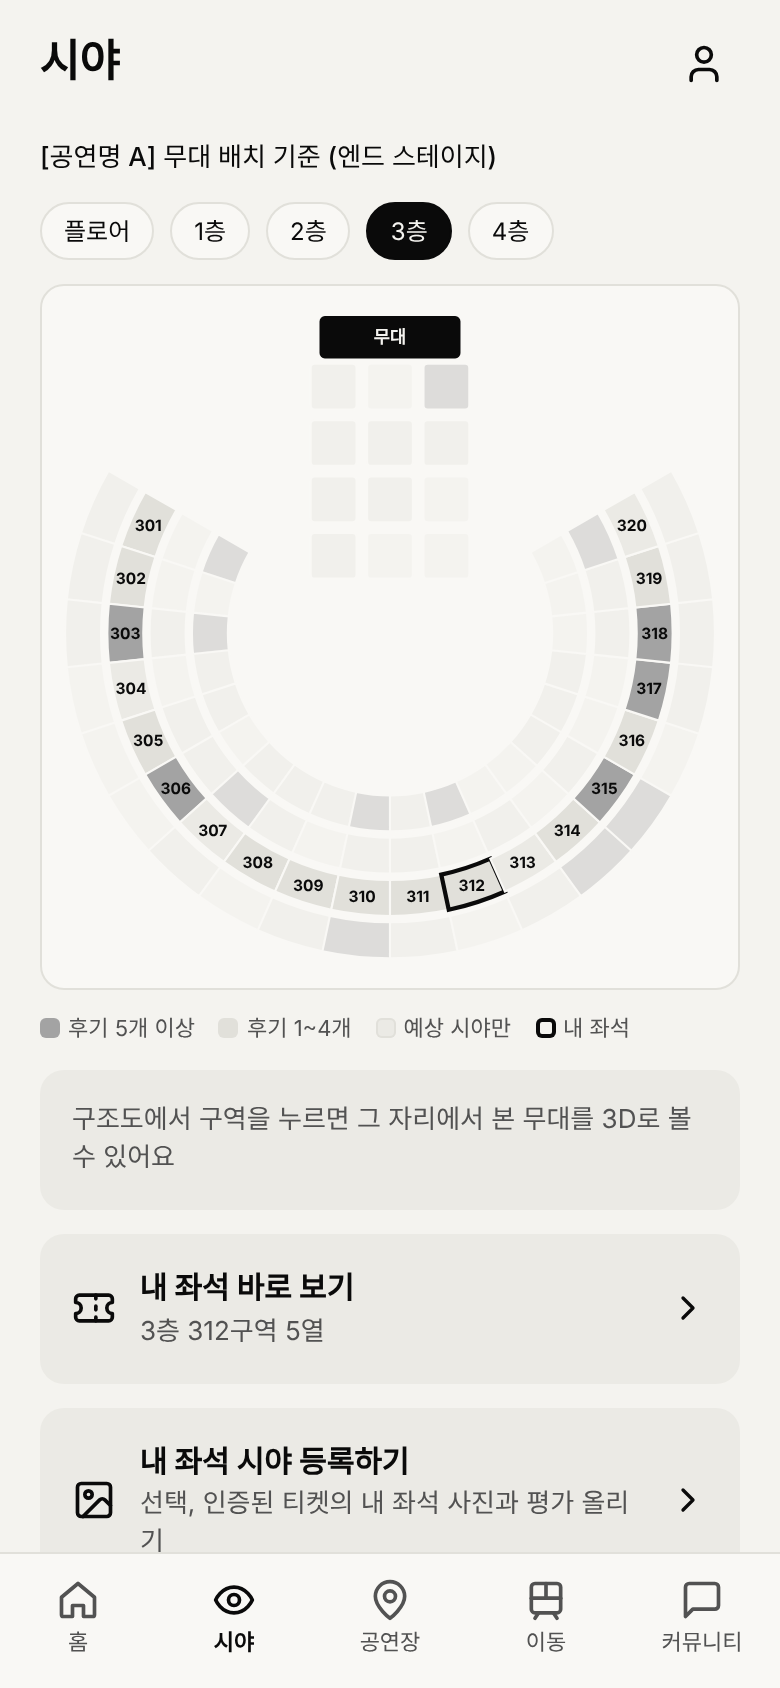 시야
[공연명 A] 무대 배치 기준 (엔드 스테이지)
플로어 1층 2층 3층 4층
무대
301 320
302 319
303 318
304 317
305 316
306 315
307 314
308 313
309 312
310 311
후기 5개 이상 후기 1~4개 예상 시야만 내 좌석
구조도에서 구역을 누르면 그 자리에서 본 무대를 3D로 볼
수 있어요
내 좌석 바로 보기
3층 312구역 5열
내 좌석 시야 등록하기
선택, 인증된 티켓의 내 좌석 사진과 평가 올리
기
홈 시야 공연장 이동 커뮤니티